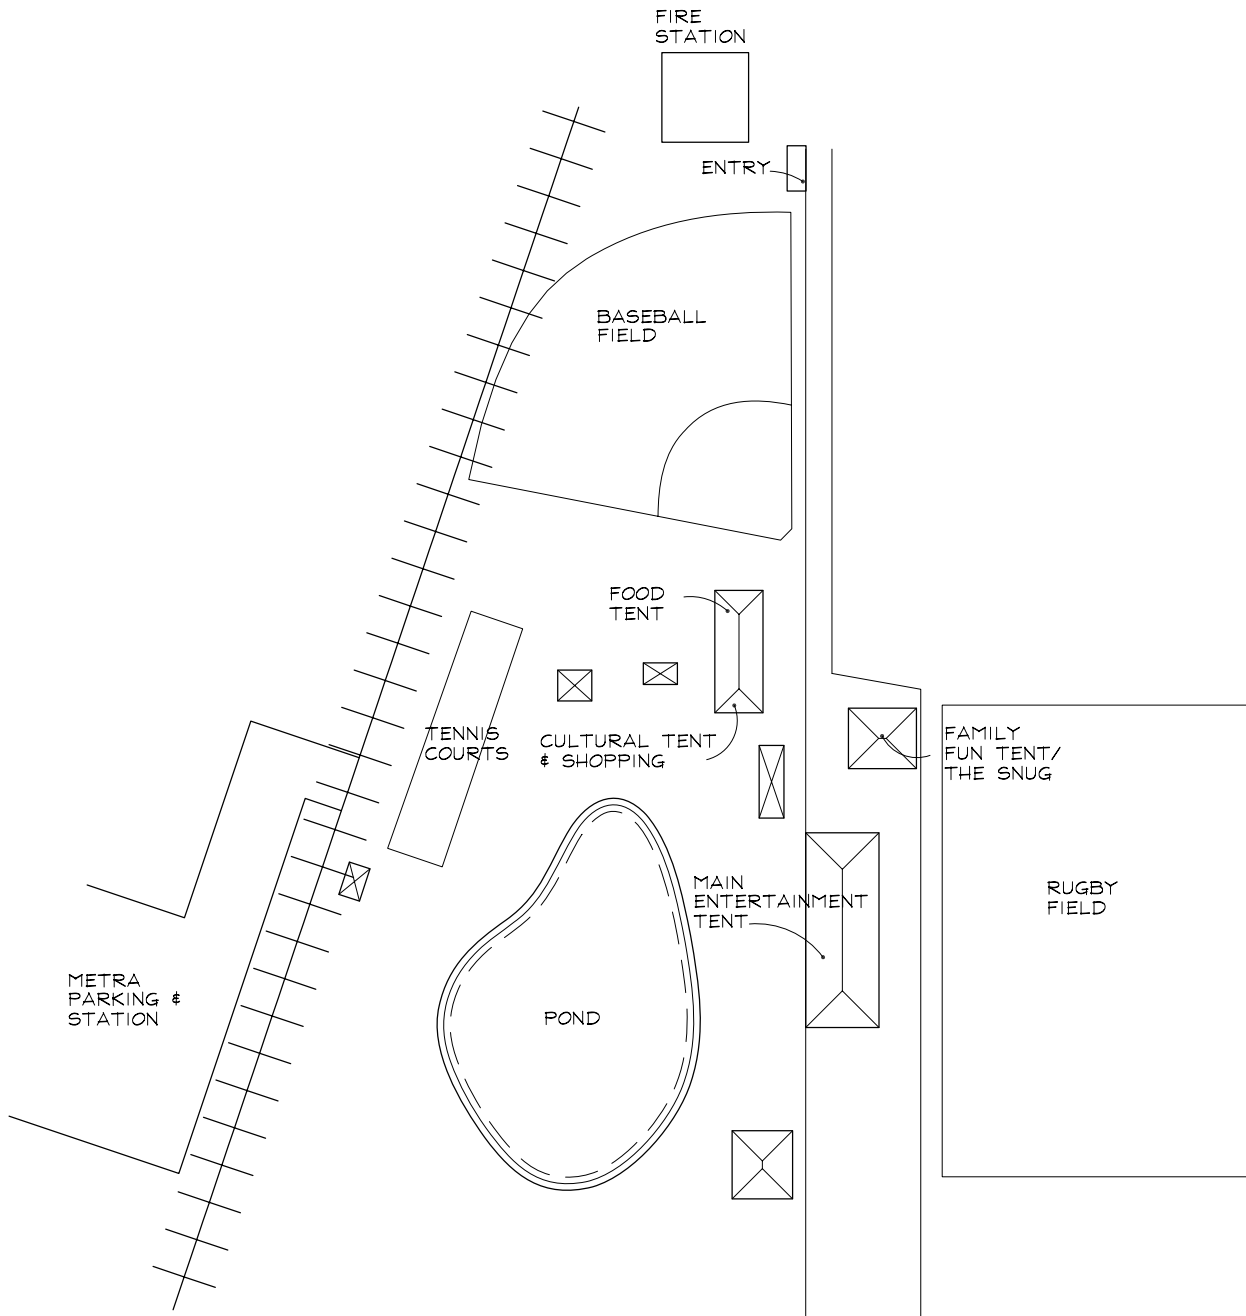 FIRE
STATION
ENTRY
BASEBALL
FIELD
FOOD
TENT
TENNIS
COURTS
CULTURAL TENT
& SHOPPING
FAMILY
FUN TENT/
THE SNUG
MAIN
ENTERTAINMENT
TENT
RUGBY
FIELD
METRA
PARKING &
STATION
POND